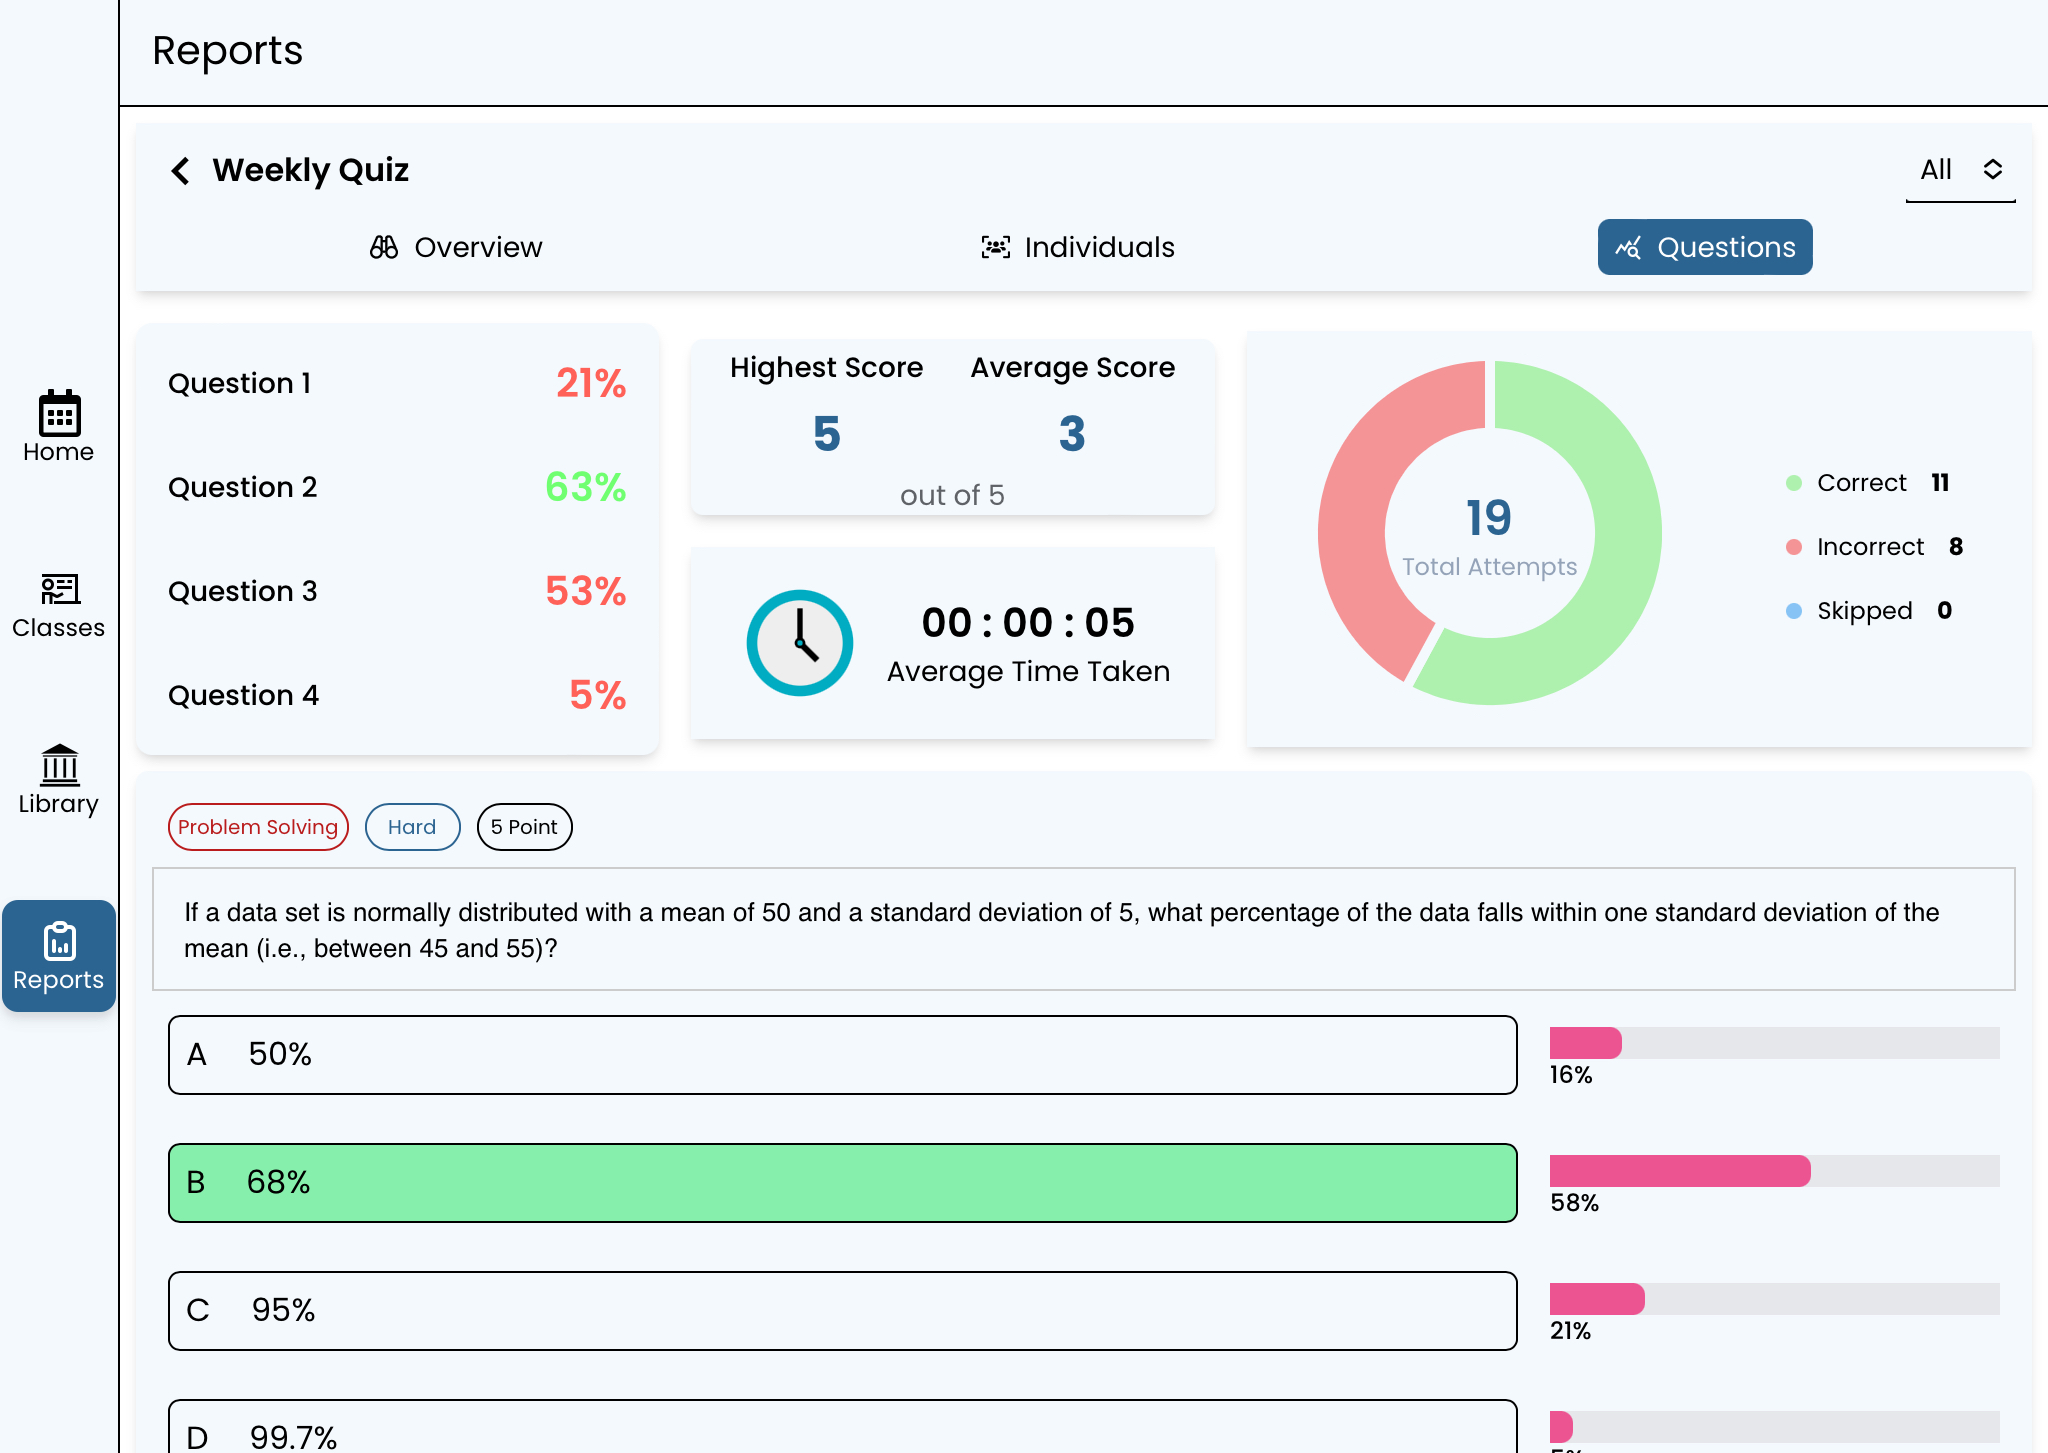 Reports
Home
Classes
Library
Reports
Weekly Quiz
All
Overview
Individuals
Questions
Question 1 21%
Question 2 63%
Question 3 53%
Question 4 5%
Highest Score Average Score
5 3
out of 5
00 : 00 : 05
Average Time Taken
19
Total Attempts
Correct 11
Incorrect 8
Skipped 0
Problem Solving Hard 5 Point
If a data set is normally distributed with a mean of 50 and a standard deviation of 5, what percentage of the data falls within one standard deviation of the
mean (i.e., between 45 and 55)?
A 50%
16%
B 68%
58%
C 95%
21%
D 99.7%